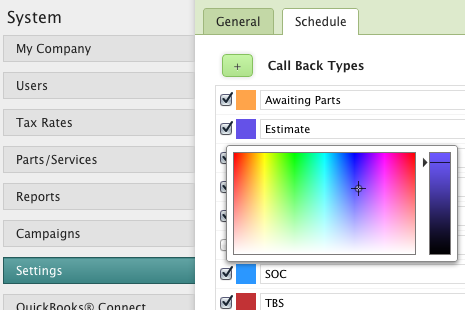 System
My Company
Users
Tax Rates
Parts/Services
Reports
Campaigns
Settings
QuickBooks® Connect
General
Schedule
+
Call Back Types
Awaiting Parts
Estimate
SOC
TBS